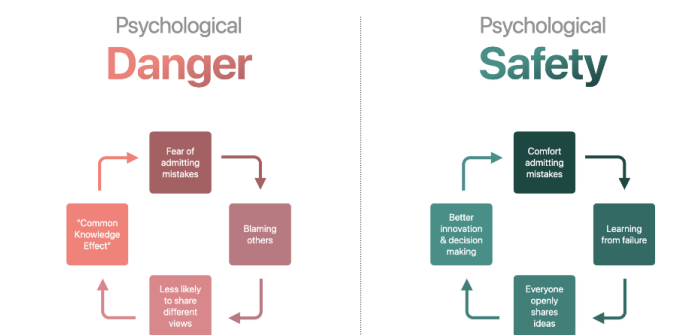 Psychological
Danger
Fear of
admitting
mistakes
Blaming
others
Less likely
to share
different
views
"Common
Knowledge
Effect"
Psychological
Safety
Comfort
admitting
mistakes
Learning
from failure
Everyone
openly
shares
ideas
Better
innovation
& decision
making